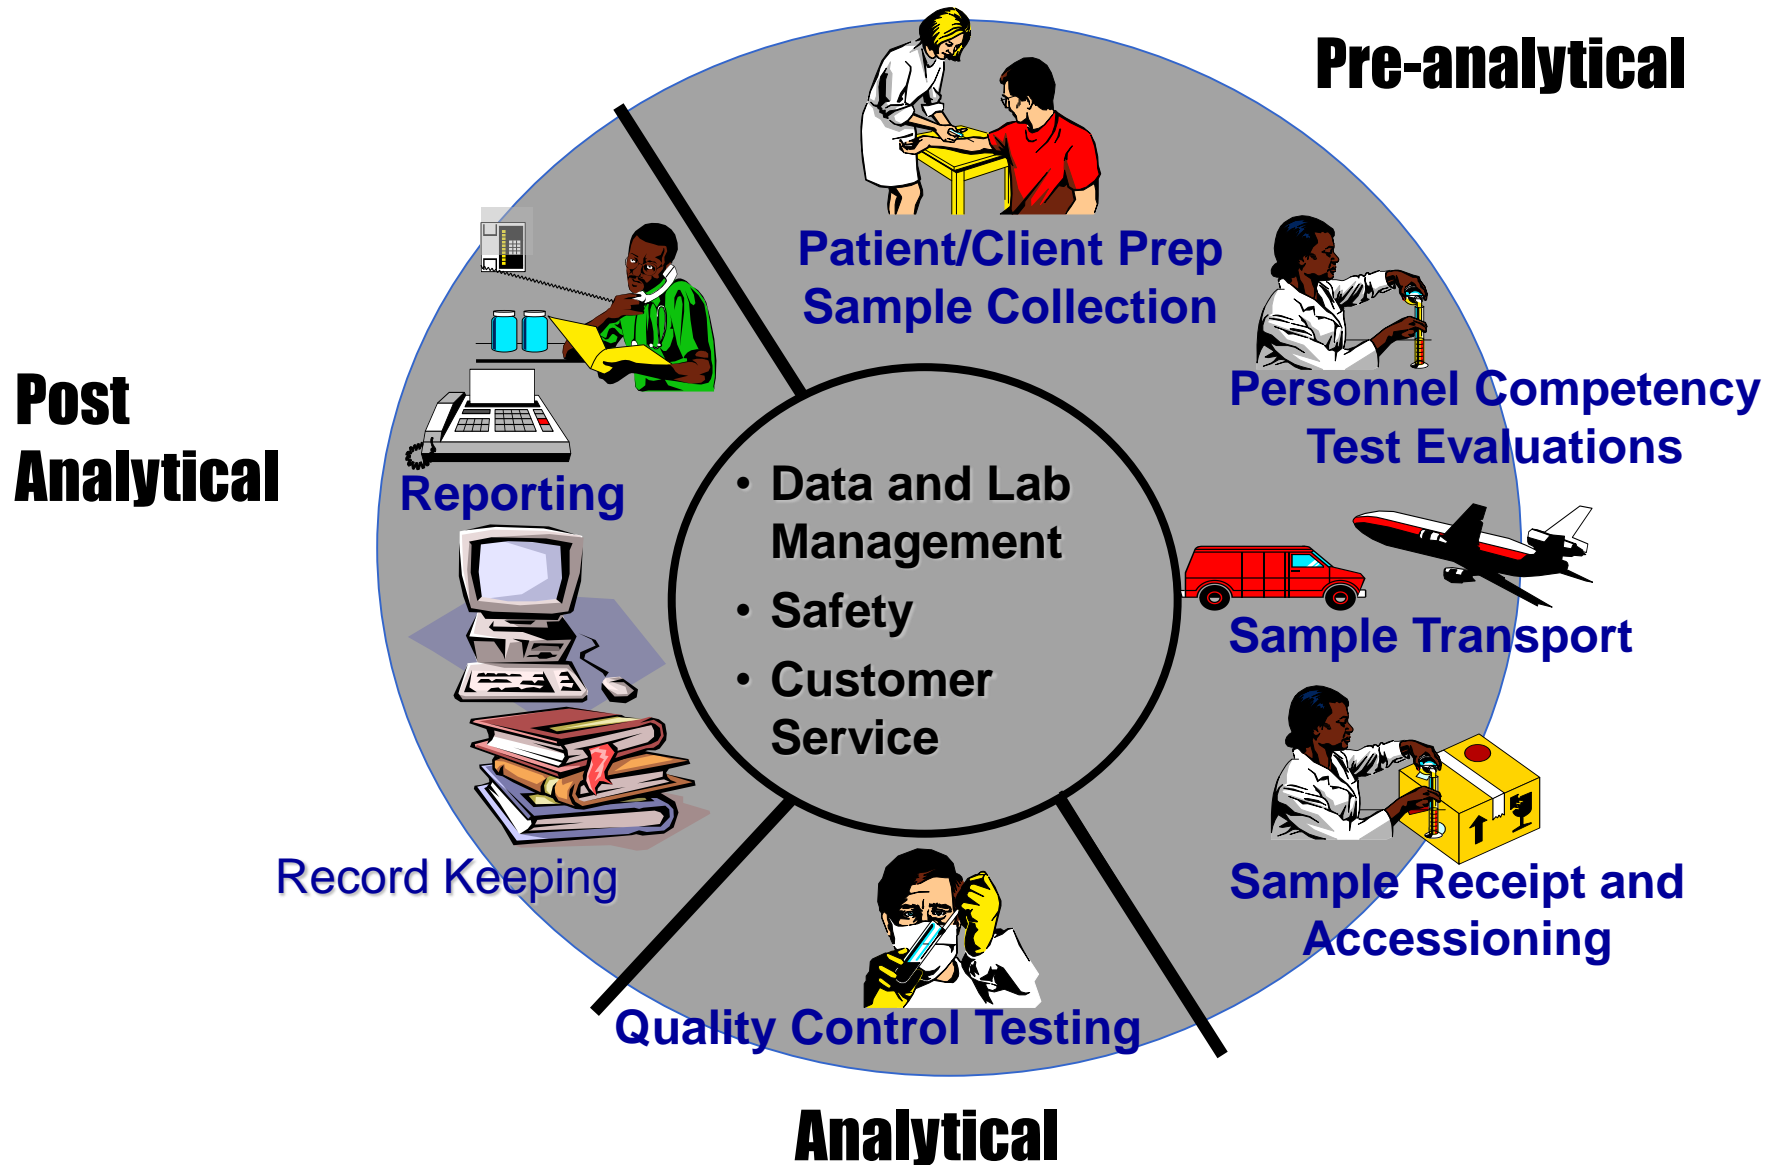 Pre-analytical
Patient/Client Prep
Sample Collection
Personnel Competency
Test Evaluations
Sample Transport
Sample Receipt and
Accessioning
Analytical
Quality Control Testing
Post
Analytical
Reporting
Record Keeping
• Data and Lab
Management
• Safety
• Customer
Service